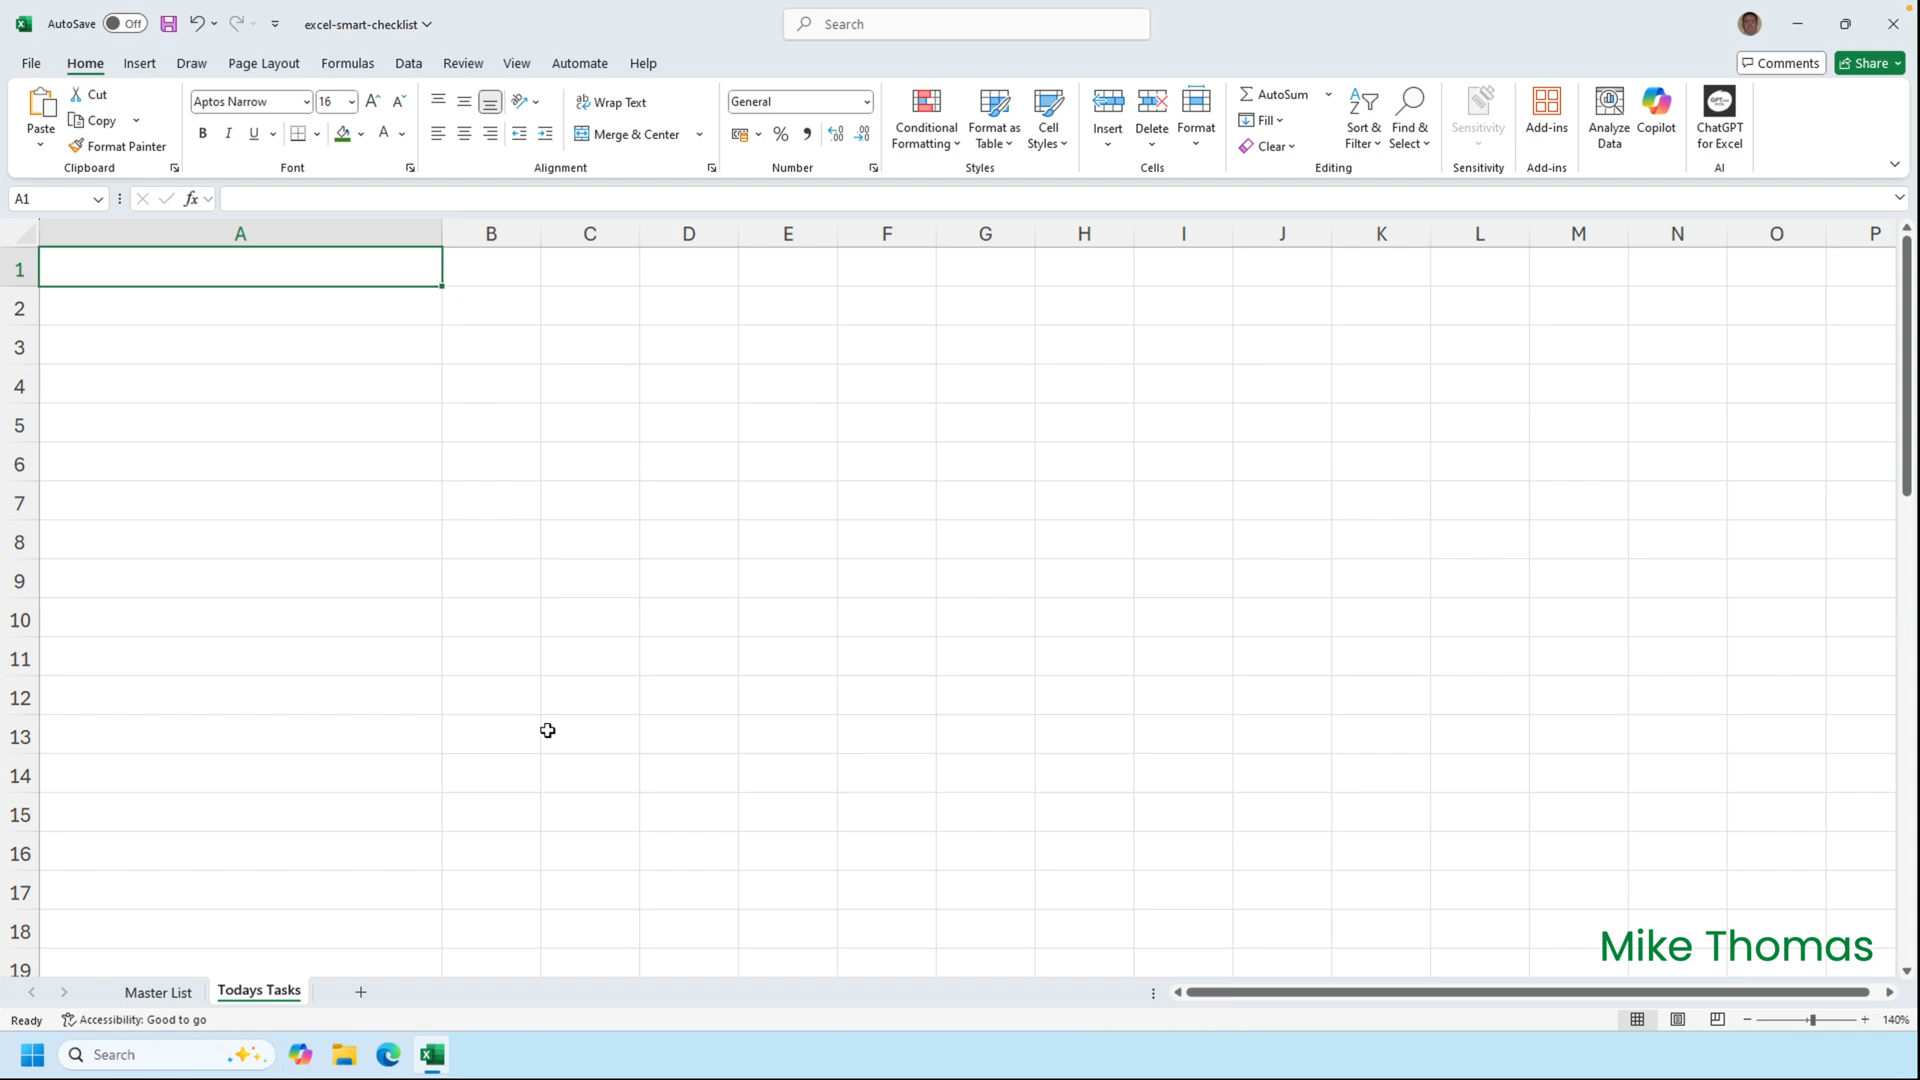 AutoSave Off excel-smart-checklist Search
File Home Insert Draw Page Layout Formulas Data Review View Automate Help Comments Share
Paste Cut Copy Format Painter Clipboard
Aptos Narrow 16 B I U A Font
Wrap Text Merge & Center Alignment
General % , Number
Conditional Formatting Format as Table Cell Styles Styles
Insert Delete Format Cells
AutoSum Fill Clear Sort & Filter Find & Select Editing
Sensitivity Sensitivity
Add-ins Add-ins
Analyze Data Copilot
GPT for Excel ChatGPT for Excel AI
A1 fx
A B C D E F G H I J K L M N O P
1
2
3
4
5
6
7
8
9
10
11
12
13
14
15
16
17
18
19
Mike Thomas
Master List Todays Tasks
Ready Accessibility: Good to go 140%
Search